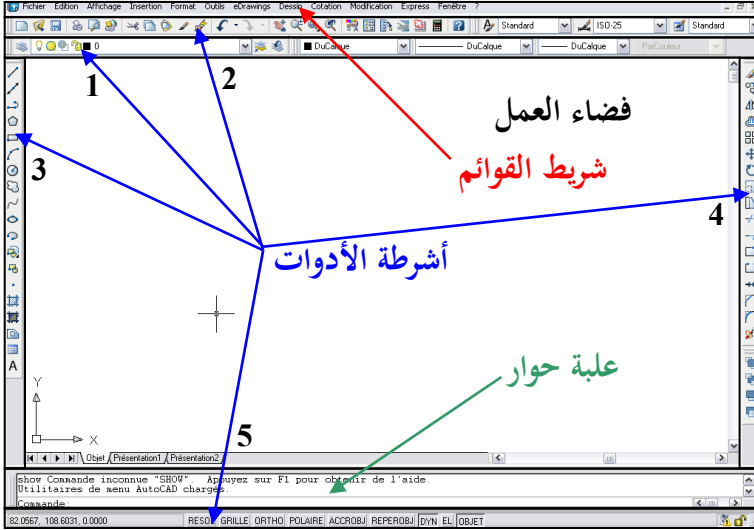 Fichier Edition Affichage Insertion Format Outils eDrawings Dessin Cotation Modification Express Fenêtre ?
Standard ISO-25 Standard
0 DuCalque DuCalque DuCalque ParCouleur
1
2
فضاء العمل
شريط القوائم
3
4
أشرطة الأدوات
علبة حوار
A
Y
X
5
Objet Présentation1 Présentation2
show Commande inconnue "SHOW". Appuyez sur F1 pour obtenir de l'aide.
Utilitaires de menu AutoCAD chargés.
Commande:
82.0567, 108.6031, 0.0000 RESOL GRILLE ORTHO POLAIRE ACCROBJ REPEROBJ DYN EL OBJET